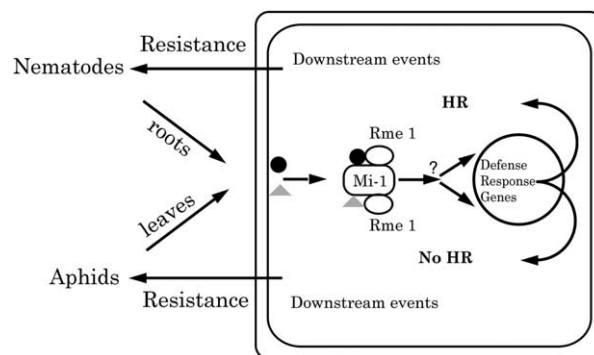 Resistance
Nematodes
Downstream events
HR
roots
Rme 1
Mi-1
?
Defense
Response
Genes
leaves
Rme 1
No HR
Aphids
Resistance
Downstream events